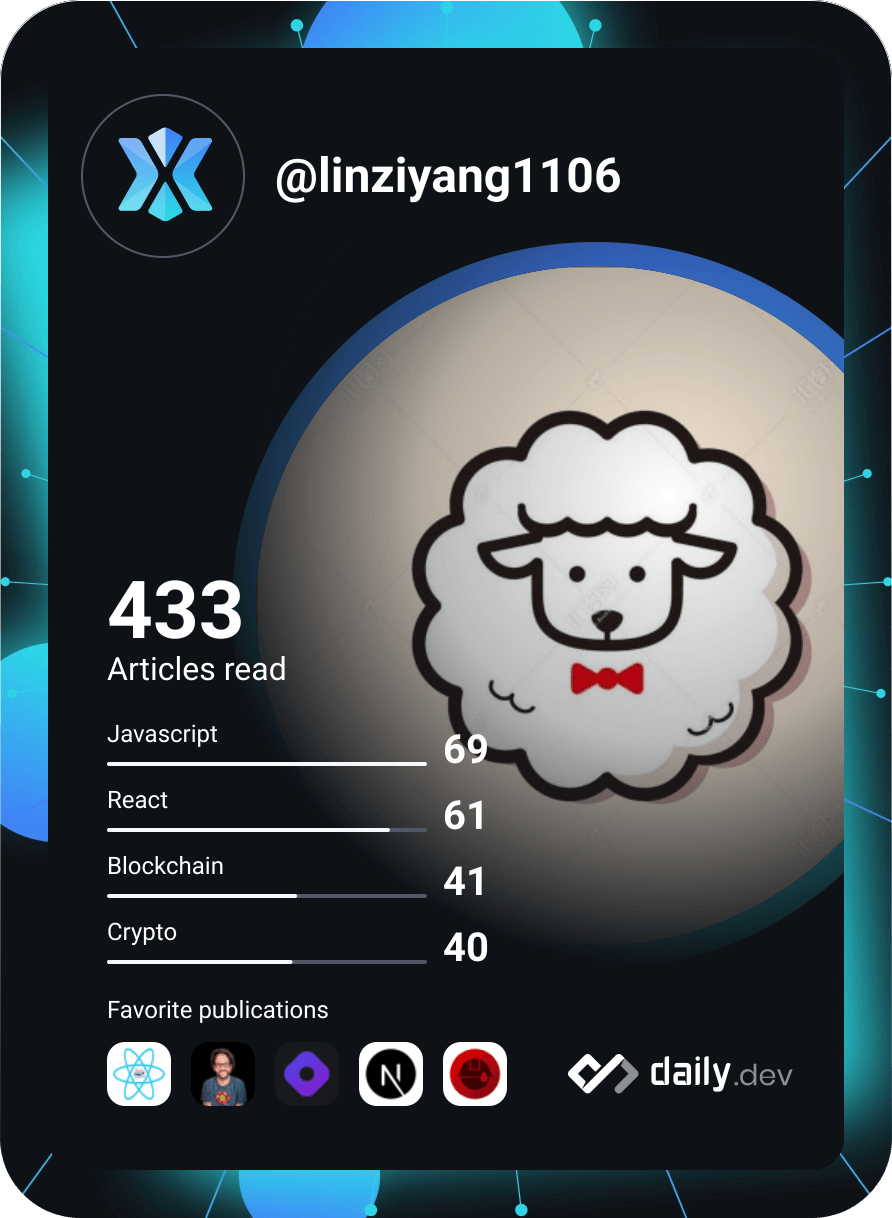 @linziyang1106
433
Articles read
Javascript
69
React
61
Blockchain
41
Crypto
40
Favorite publications
N
daily.dev